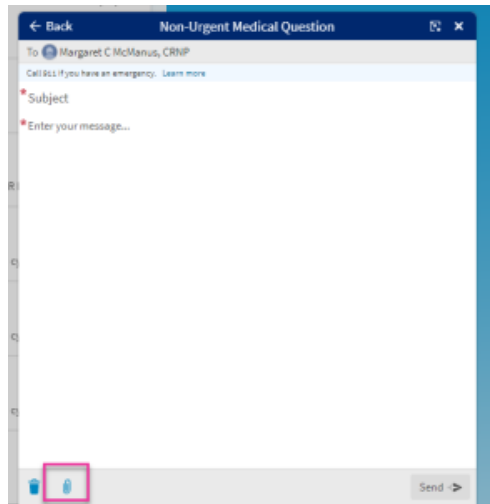 ← Back Non-Urgent Medical Question
To Margaret C McManus, CRNP
Call 911 if you have an emergency. Learn more
*Subject
*Enter your message...
Send